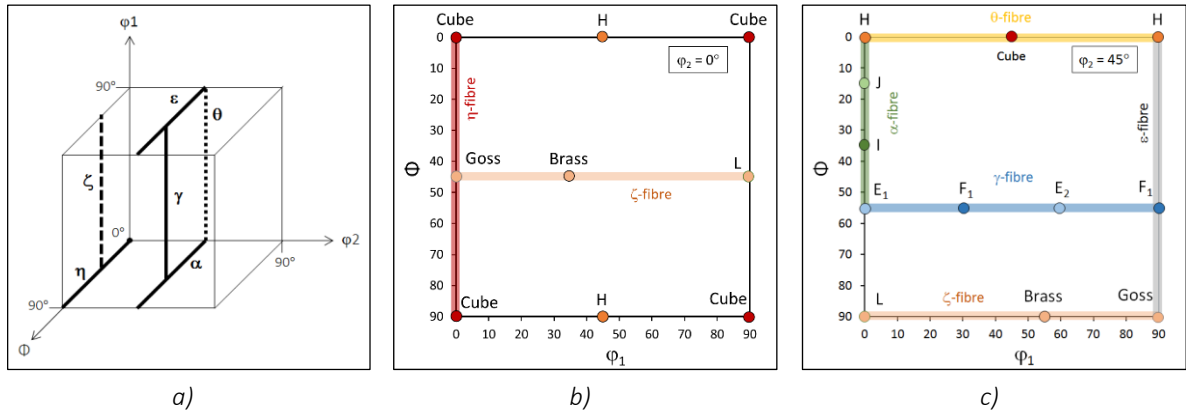 φ1
90°
ε
θ
ζ
γ
0°
φ2
η
α
90°
90°
Φ
a)
Cube H Cube
0
φ₂ = 0°
10
20
η-fibre
30
Goss Brass L
Φ 40
50
ζ-fibre
60
70
80
Cube H Cube
90
0 10 20 30 40 50 60 70 80 90
φ₁
b)
H θ-fibre H
0
Cube φ₂ = 45°
10
J
20
α-fibre
ε-fibre
30
I
Φ 40
γ-fibre
50
E₁ F₁ E₂ F₁
60
70
80
L ζ-fibre Brass Goss
90
0 10 20 30 40 50 60 70 80 90
φ₁
c)